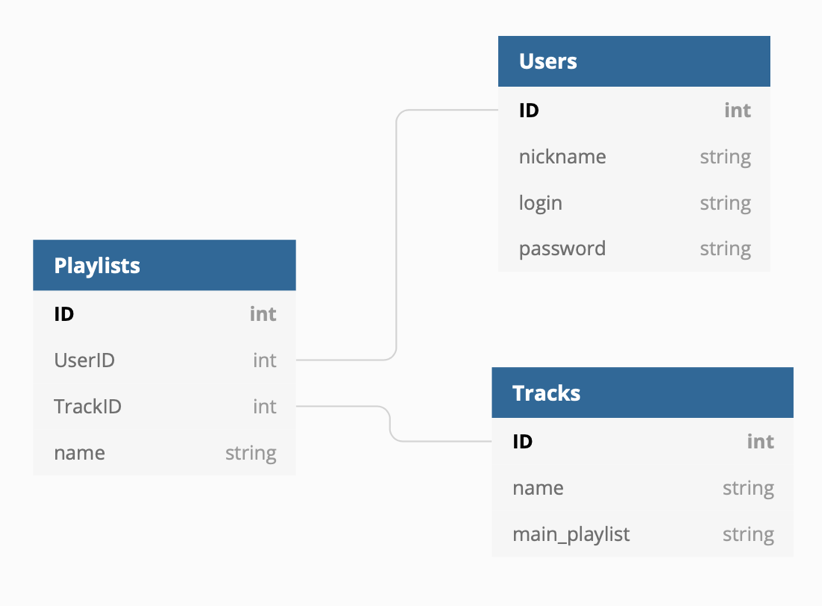 Users
ID int
nickname string
login string
password string
Playlists
ID int
UserID int
TrackID int
name string
Tracks
ID int
name string
main_playlist string